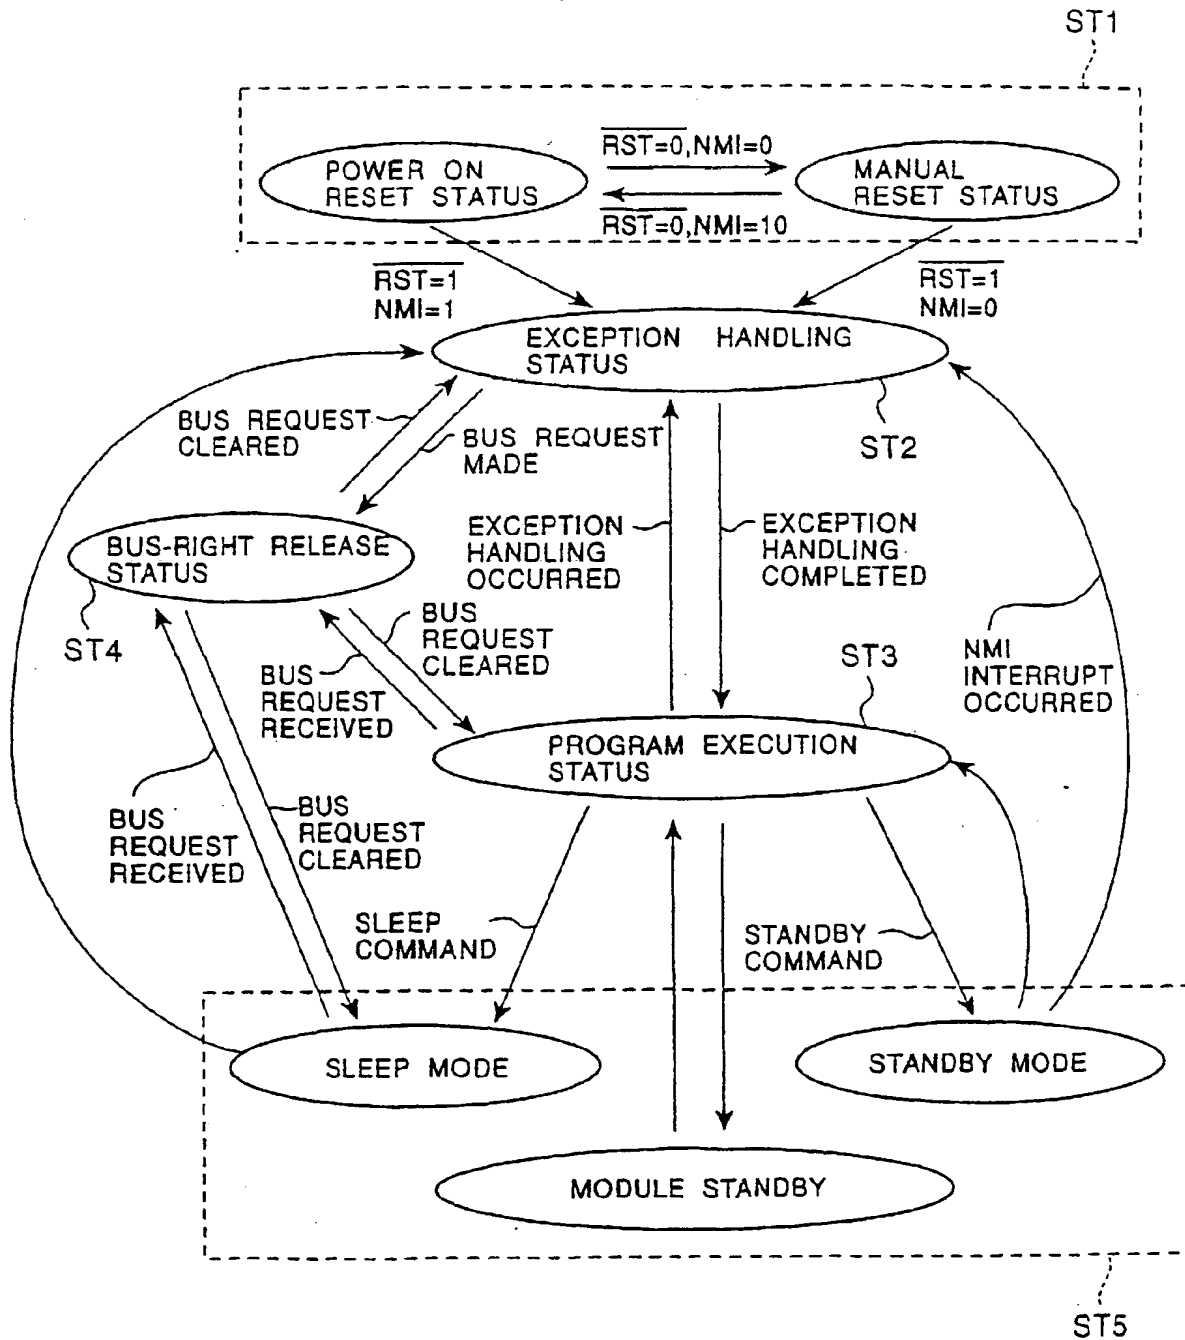 ST1
RST=0,NMI=0
POWER ON
RESET STATUS
MANUAL
RESET STATUS
RST=0,NMI=10
RST=1
NMI=1
RST=1
NMI=0
EXCEPTION HANDLING
STATUS
ST2
BUS REQUEST
CLEARED
BUS REQUEST
MADE
EXCEPTION
HANDLING
OCCURRED
EXCEPTION
HANDLING
COMPLETED
BUS-RIGHT RELEASE
STATUS
ST4
BUS
REQUEST
CLEARED
BUS
REQUEST
RECEIVED
ST3
NMI
INTERRUPT
OCCURRED
PROGRAM EXECUTION
STATUS
BUS
REQUEST
RECEIVED
BUS
REQUEST
CLEARED
SLEEP
COMMAND
STANDBY
COMMAND
SLEEP MODE
STANDBY MODE
MODULE STANDBY
ST5